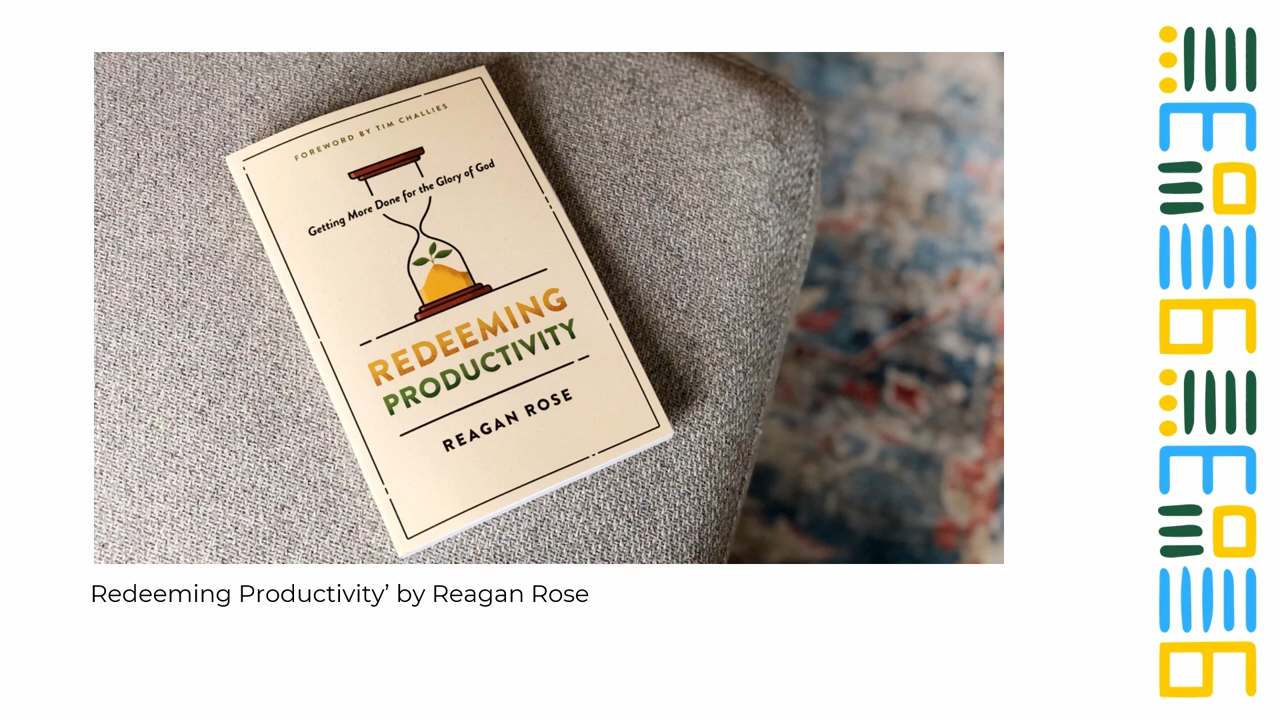 FOREWORD BY TIM CHALLIES
Getting More Done for the Glory of God
REDEEMING
PRODUCTIVITY
REAGAN ROSE
Redeeming Productivity’ by Reagan Rose